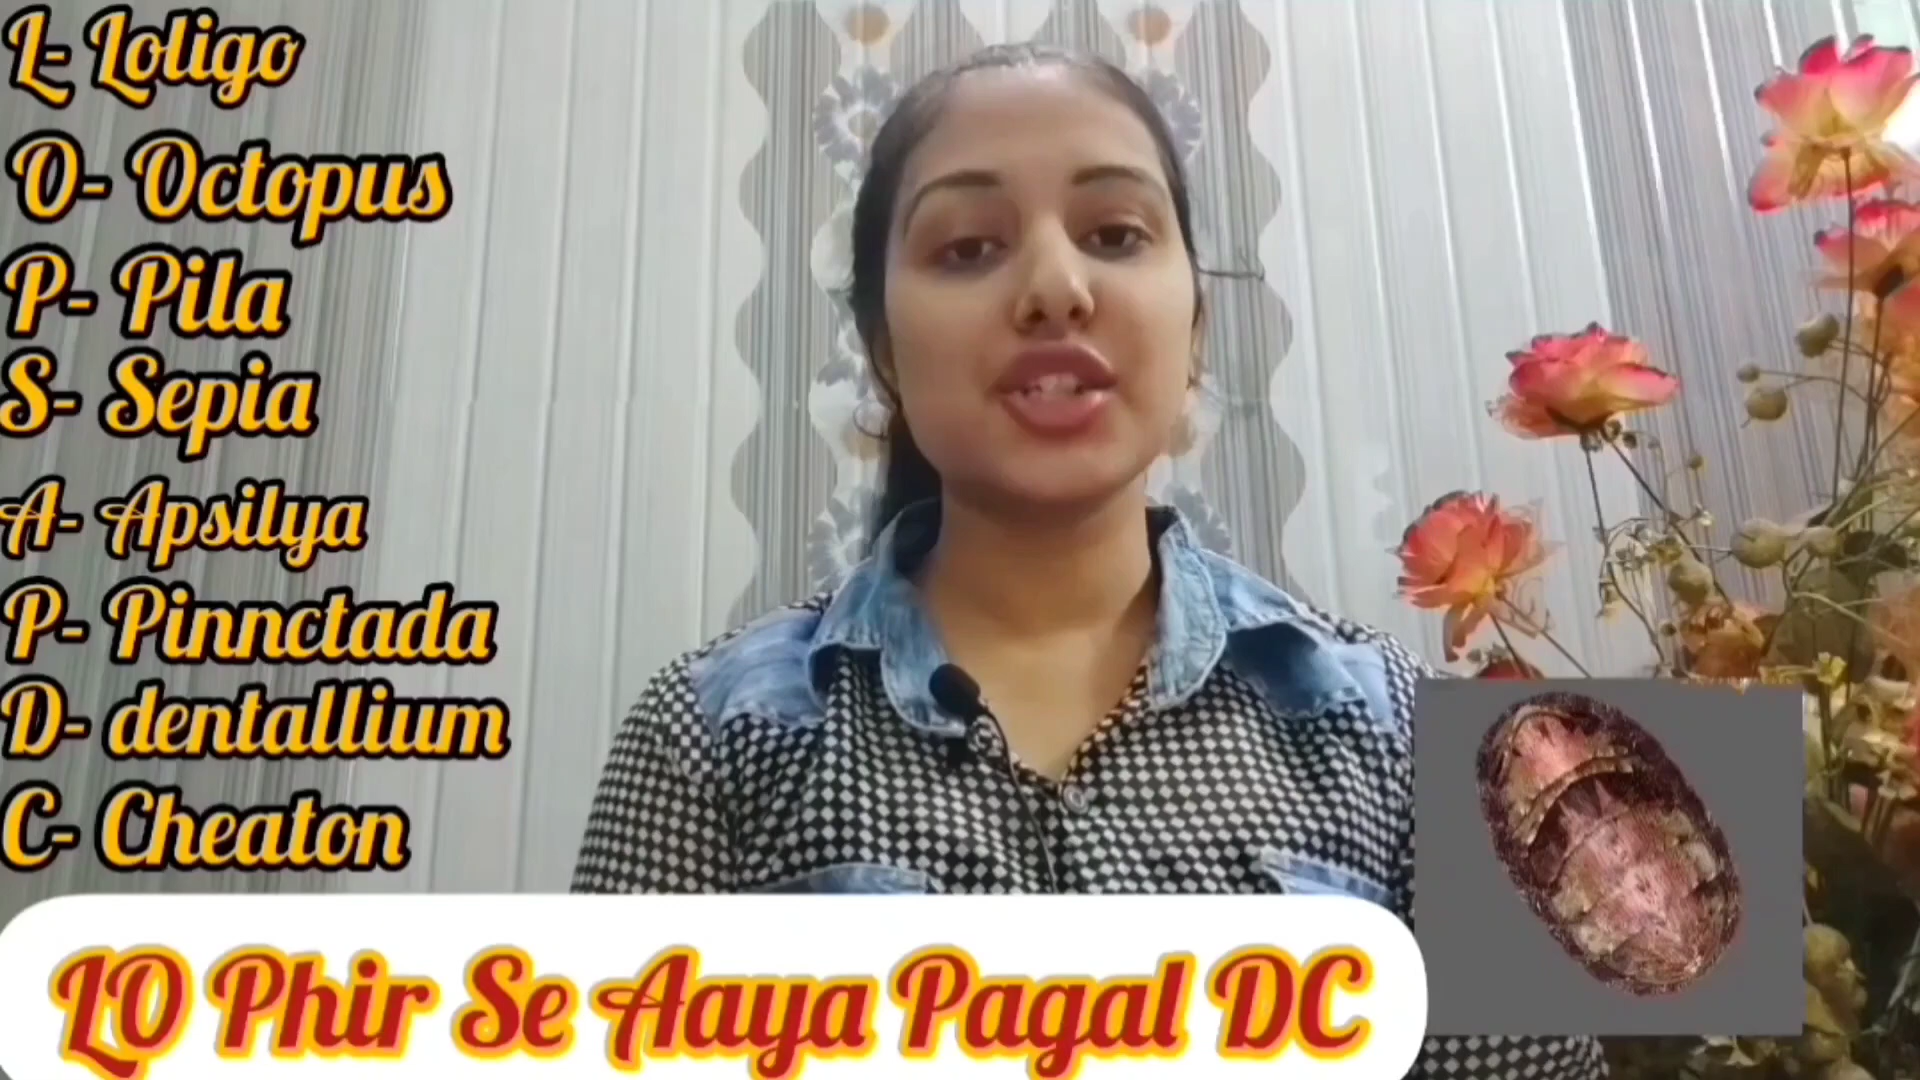 L- Loligo
O- Octopus
P- Pila
S- Sepia
A- Apsilya
P- Pinnctada
D- dentallium
C- Cheaton
LO Phir Se Aaya Pagal DC